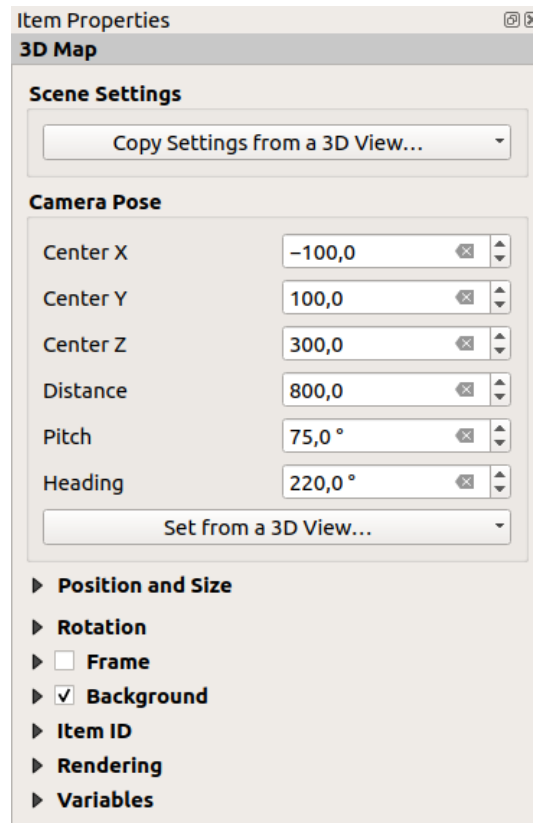 Item Properties
3D Map
Scene Settings
Copy Settings from a 3D View...
Camera Pose
Center X −100,0
Center Y 100,0
Center Z 300,0
Distance 800,0
Pitch 75,0 °
Heading 220,0 °
Set from a 3D View...
Position and Size
Rotation
Frame
Background
Item ID
Rendering
Variables